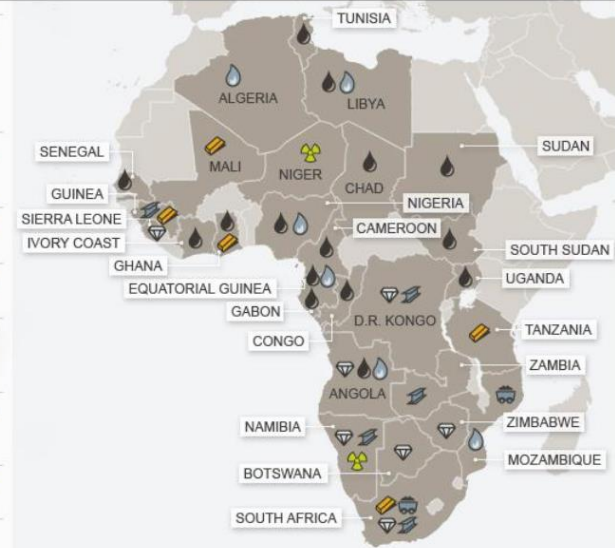 TUNISIA
ALGERIA
LIBYA
SENEGAL
MALI
NIGER
CHAD
SUDAN
GUINEA
NIGERIA
SIERRA LEONE
CAMEROON
IVORY COAST
SOUTH SUDAN
GHANA
UGANDA
EQUATORIAL GUINEA
GABON
D.R. KONGO
TANZANIA
CONGO
ZAMBIA
ANGOLA
NAMIBIA
ZIMBABWE
MOZAMBIQUE
BOTSWANA
SOUTH AFRICA